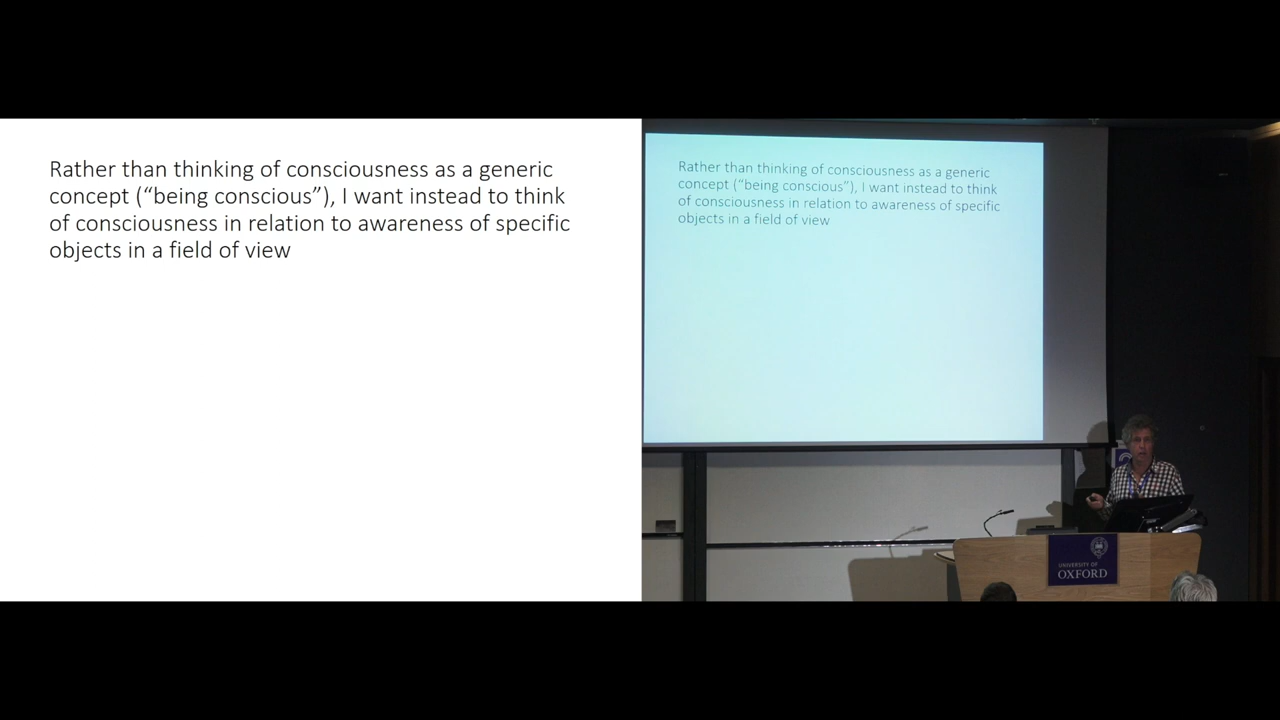 Rather than thinking of consciousness as a generic
concept (“being conscious”), I want instead to think
of consciousness in relation to awareness of specific
objects in a field of view
Rather than thinking of consciousness as a generic
concept (“being conscious”), I want instead to think
of consciousness in relation to awareness of specific
objects in a field of view
UNIVERSITY OF
OXFORD